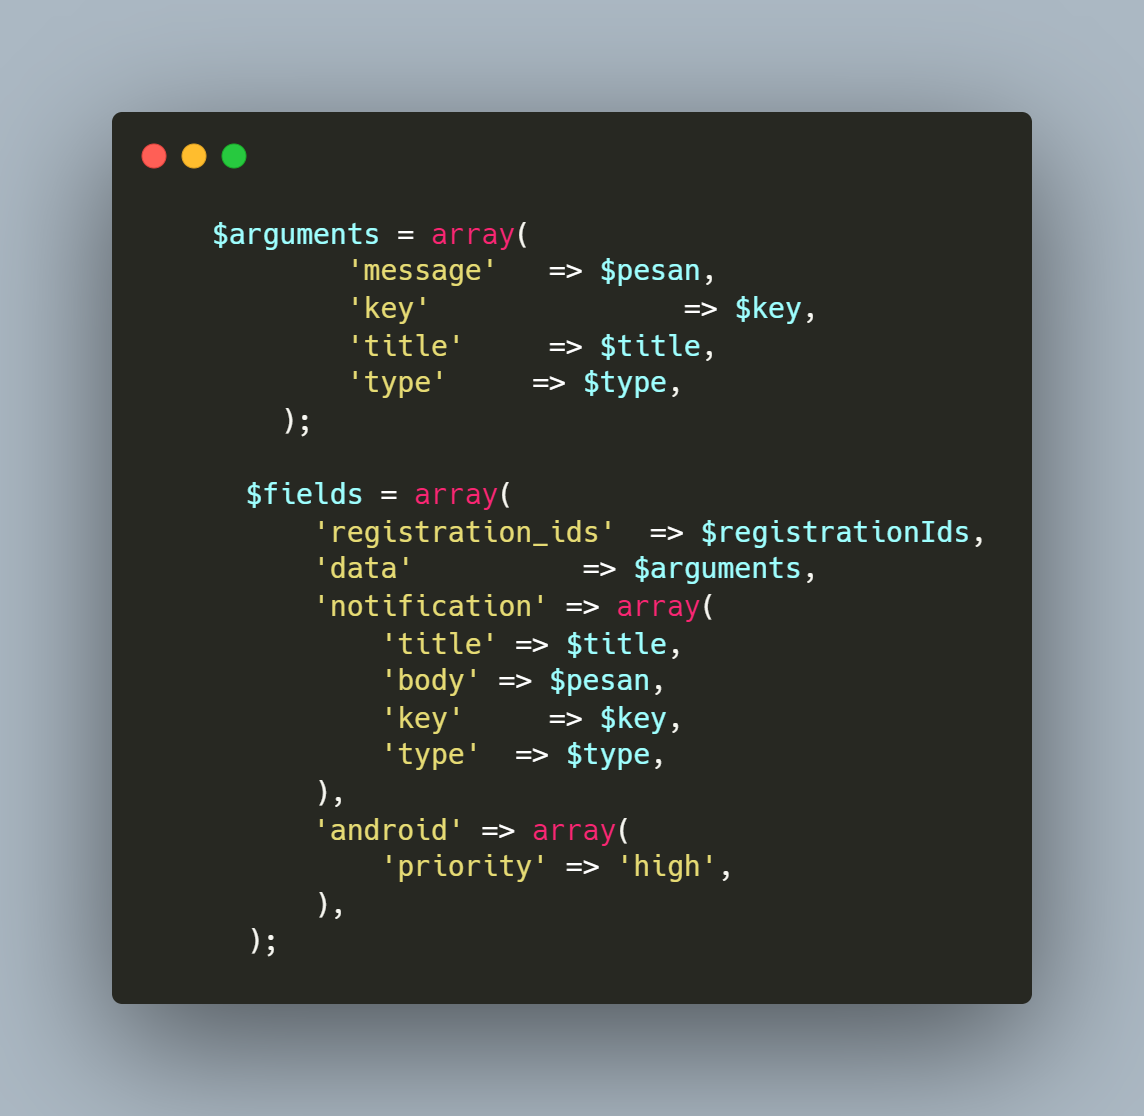 $arguments = array(
        'message'   => $pesan,
        'key'               => $key,
        'title'     => $title,
        'type'     => $type,
    );

  $fields = array(
      'registration_ids'  => $registrationIds,
      'data'          => $arguments,
      'notification' => array(
          'title' => $title,
          'body' => $pesan,
          'key'     => $key,
          'type'  => $type,
      ),
      'android' => array(
          'priority' => 'high',
      ),
  );